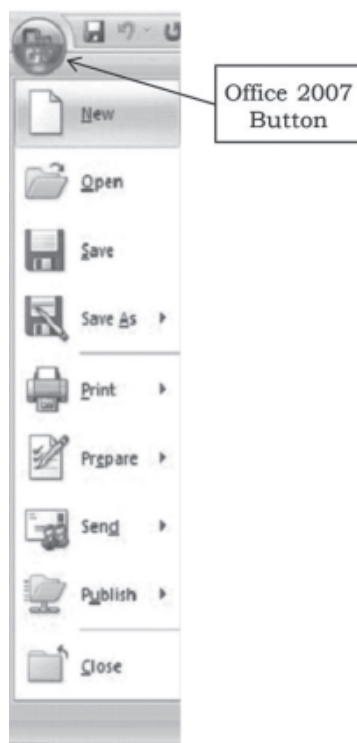 Office 2007
Button
New
Open
Save
Save As
Print
Prepare
Send
Publish
Close